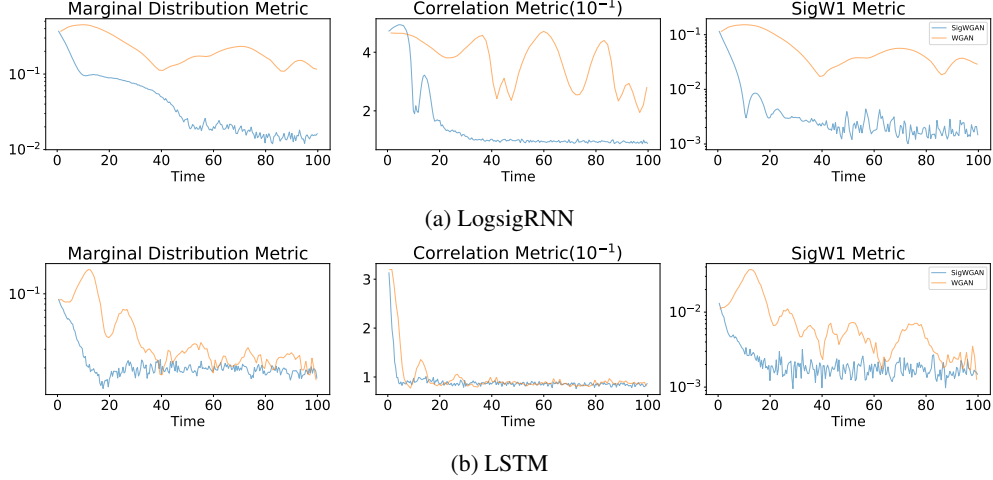 Marginal Distribution Metric
Correlation Metric(10⁻¹)
SigW1 Metric
10⁻¹
10⁻²
0 20 40 60 80 100
Time
4
2
0 20 40 60 80 100
Time
10⁻¹
10⁻²
10⁻³
SigWGAN
WGAN
0 20 40 60 80 100
Time
(a) LogsigRNN
Marginal Distribution Metric
Correlation Metric(10⁻¹)
SigW1 Metric
10⁻¹
0 20 40 60 80 100
Time
3
2
1
0 20 40 60 80 100
Time
10⁻²
10⁻³
SigWGAN
WGAN
0 20 40 60 80 100
Time
(b) LSTM